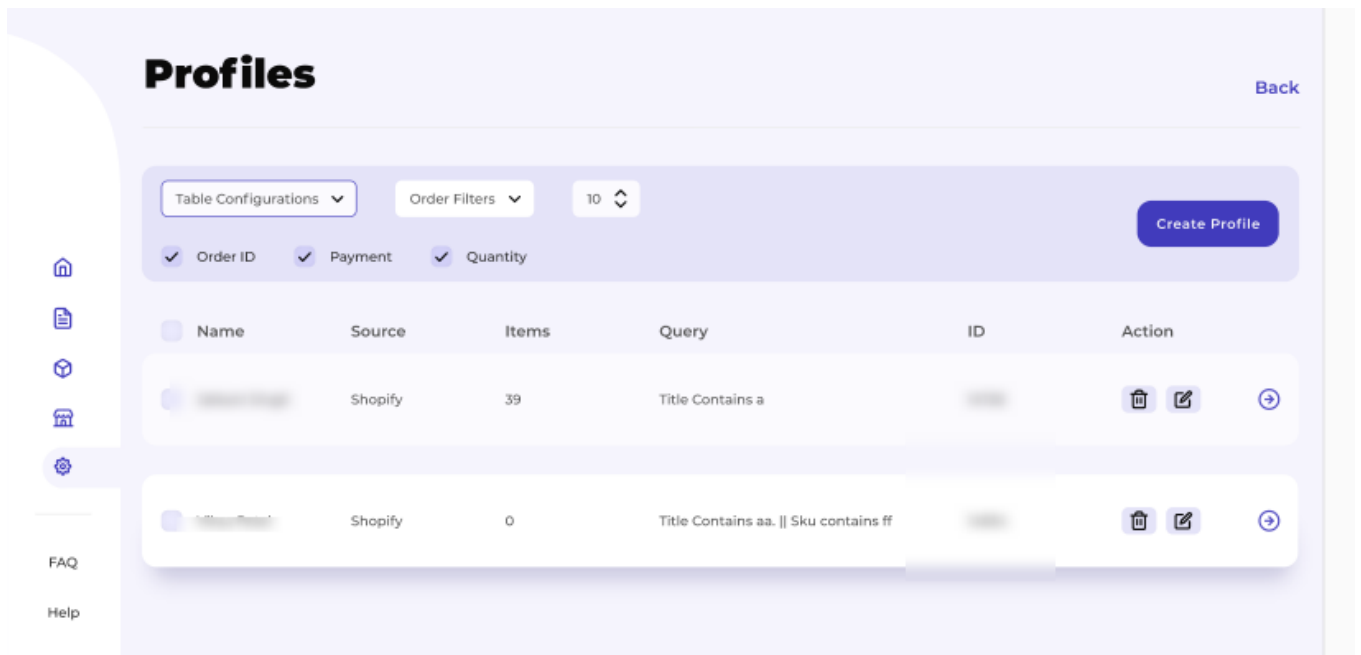 Profiles
Back
Table Configurations
Order Filters
10
Create Profile
Order ID
Payment
Quantity
Name Source Items Query ID Action
Shopify 39 Title Contains a
Shopify 0 Title Contains aa. || Sku contains ff
FAQ
Help